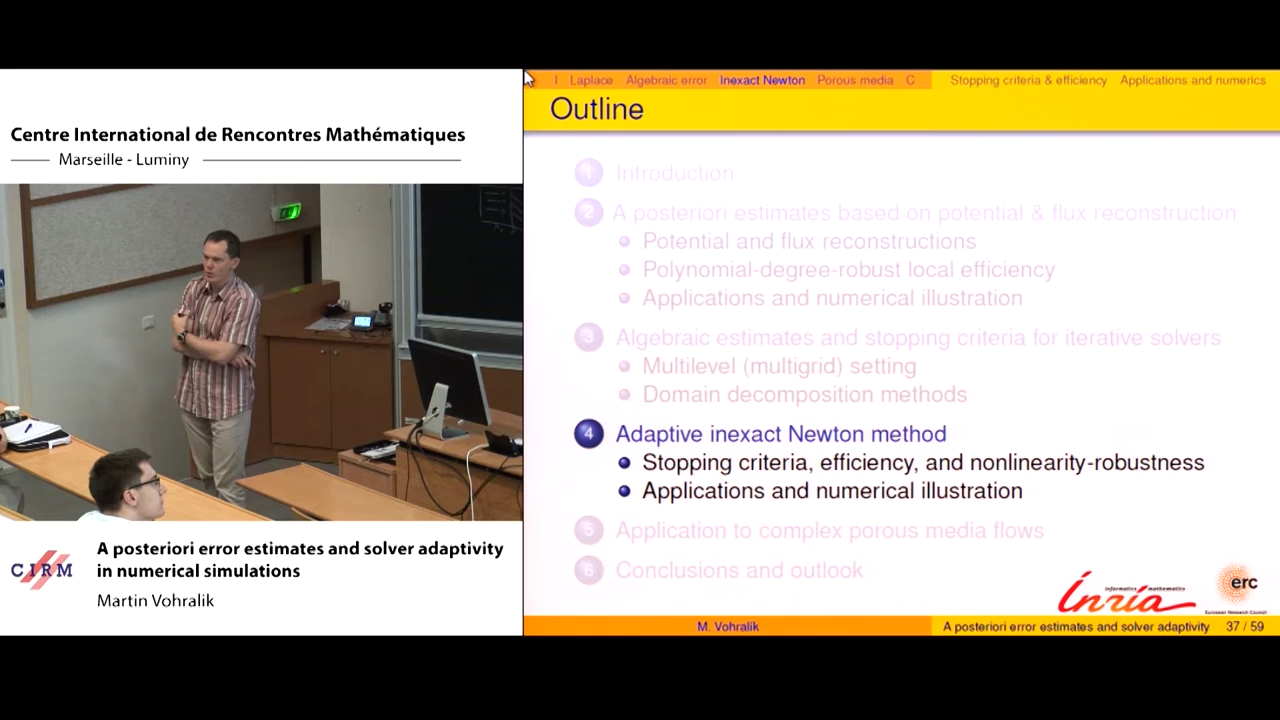 Centre International de Rencontres Mathématiques
Marseille - Luminy
CIRM
A posteriori error estimates and solver adaptivity
in numerical simulations
Martin Vohralik
I Laplace Algebraic error Inexact Newton Porous media C Stopping criteria & efficiency Applications and numerics
Outline
1 Introduction
2 A posteriori estimates based on potential & flux reconstruction
Potential and flux reconstructions
Polynomial-degree-robust local efficiency
Applications and numerical illustration
3 Algebraic estimates and stopping criteria for iterative solvers
Multilevel (multigrid) setting
Domain decomposition methods
4 Adaptive inexact Newton method
Stopping criteria, efficiency, and nonlinearity-robustness
Applications and numerical illustration
5 Application to complex porous media flows
6 Conclusions and outlook
informatics mathematics
Inria
erc
European Research Council
M. Vohralík A posteriori error estimates and solver adaptivity 37 / 59